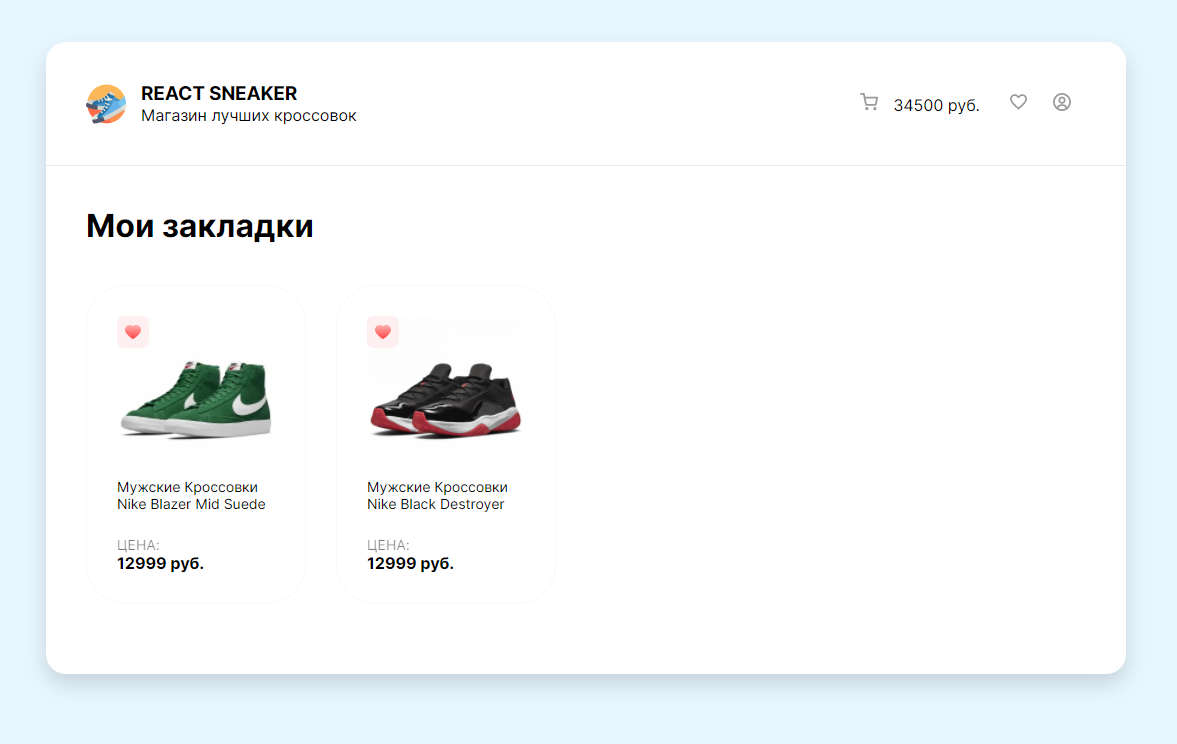 REACT SNEAKER
Магазин лучших кроссовок
34500 руб.
Мои закладки
Мужские Кроссовки
Nike Blazer Mid Suede
ЦЕНА:
12999 руб.
Мужские Кроссовки
Nike Black Destroyer
ЦЕНА:
12999 руб.